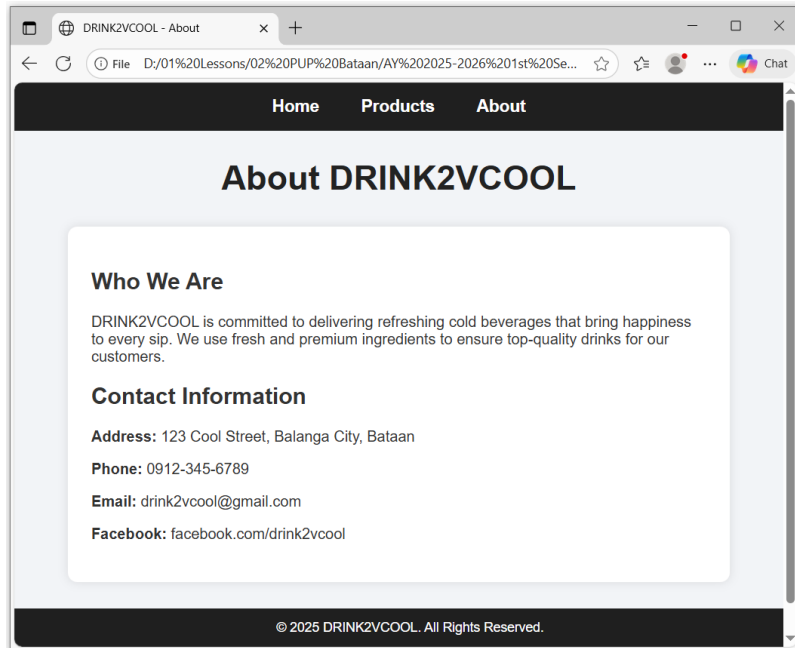 DRINK2VCOOL - About
File D:/01%20Lessons/02%20PUP%20Bataan/AY%202025-2026%201st%20Se...
Chat
Home Products About
About DRINK2VCOOL
Who We Are
DRINK2VCOOL is committed to delivering refreshing cold beverages that bring happiness
to every sip. We use fresh and premium ingredients to ensure top-quality drinks for our
customers.
Contact Information
Address: 123 Cool Street, Balanga City, Bataan
Phone: 0912-345-6789
Email: drink2vcool@gmail.com
Facebook: facebook.com/drink2vcool
© 2025 DRINK2VCOOL. All Rights Reserved.